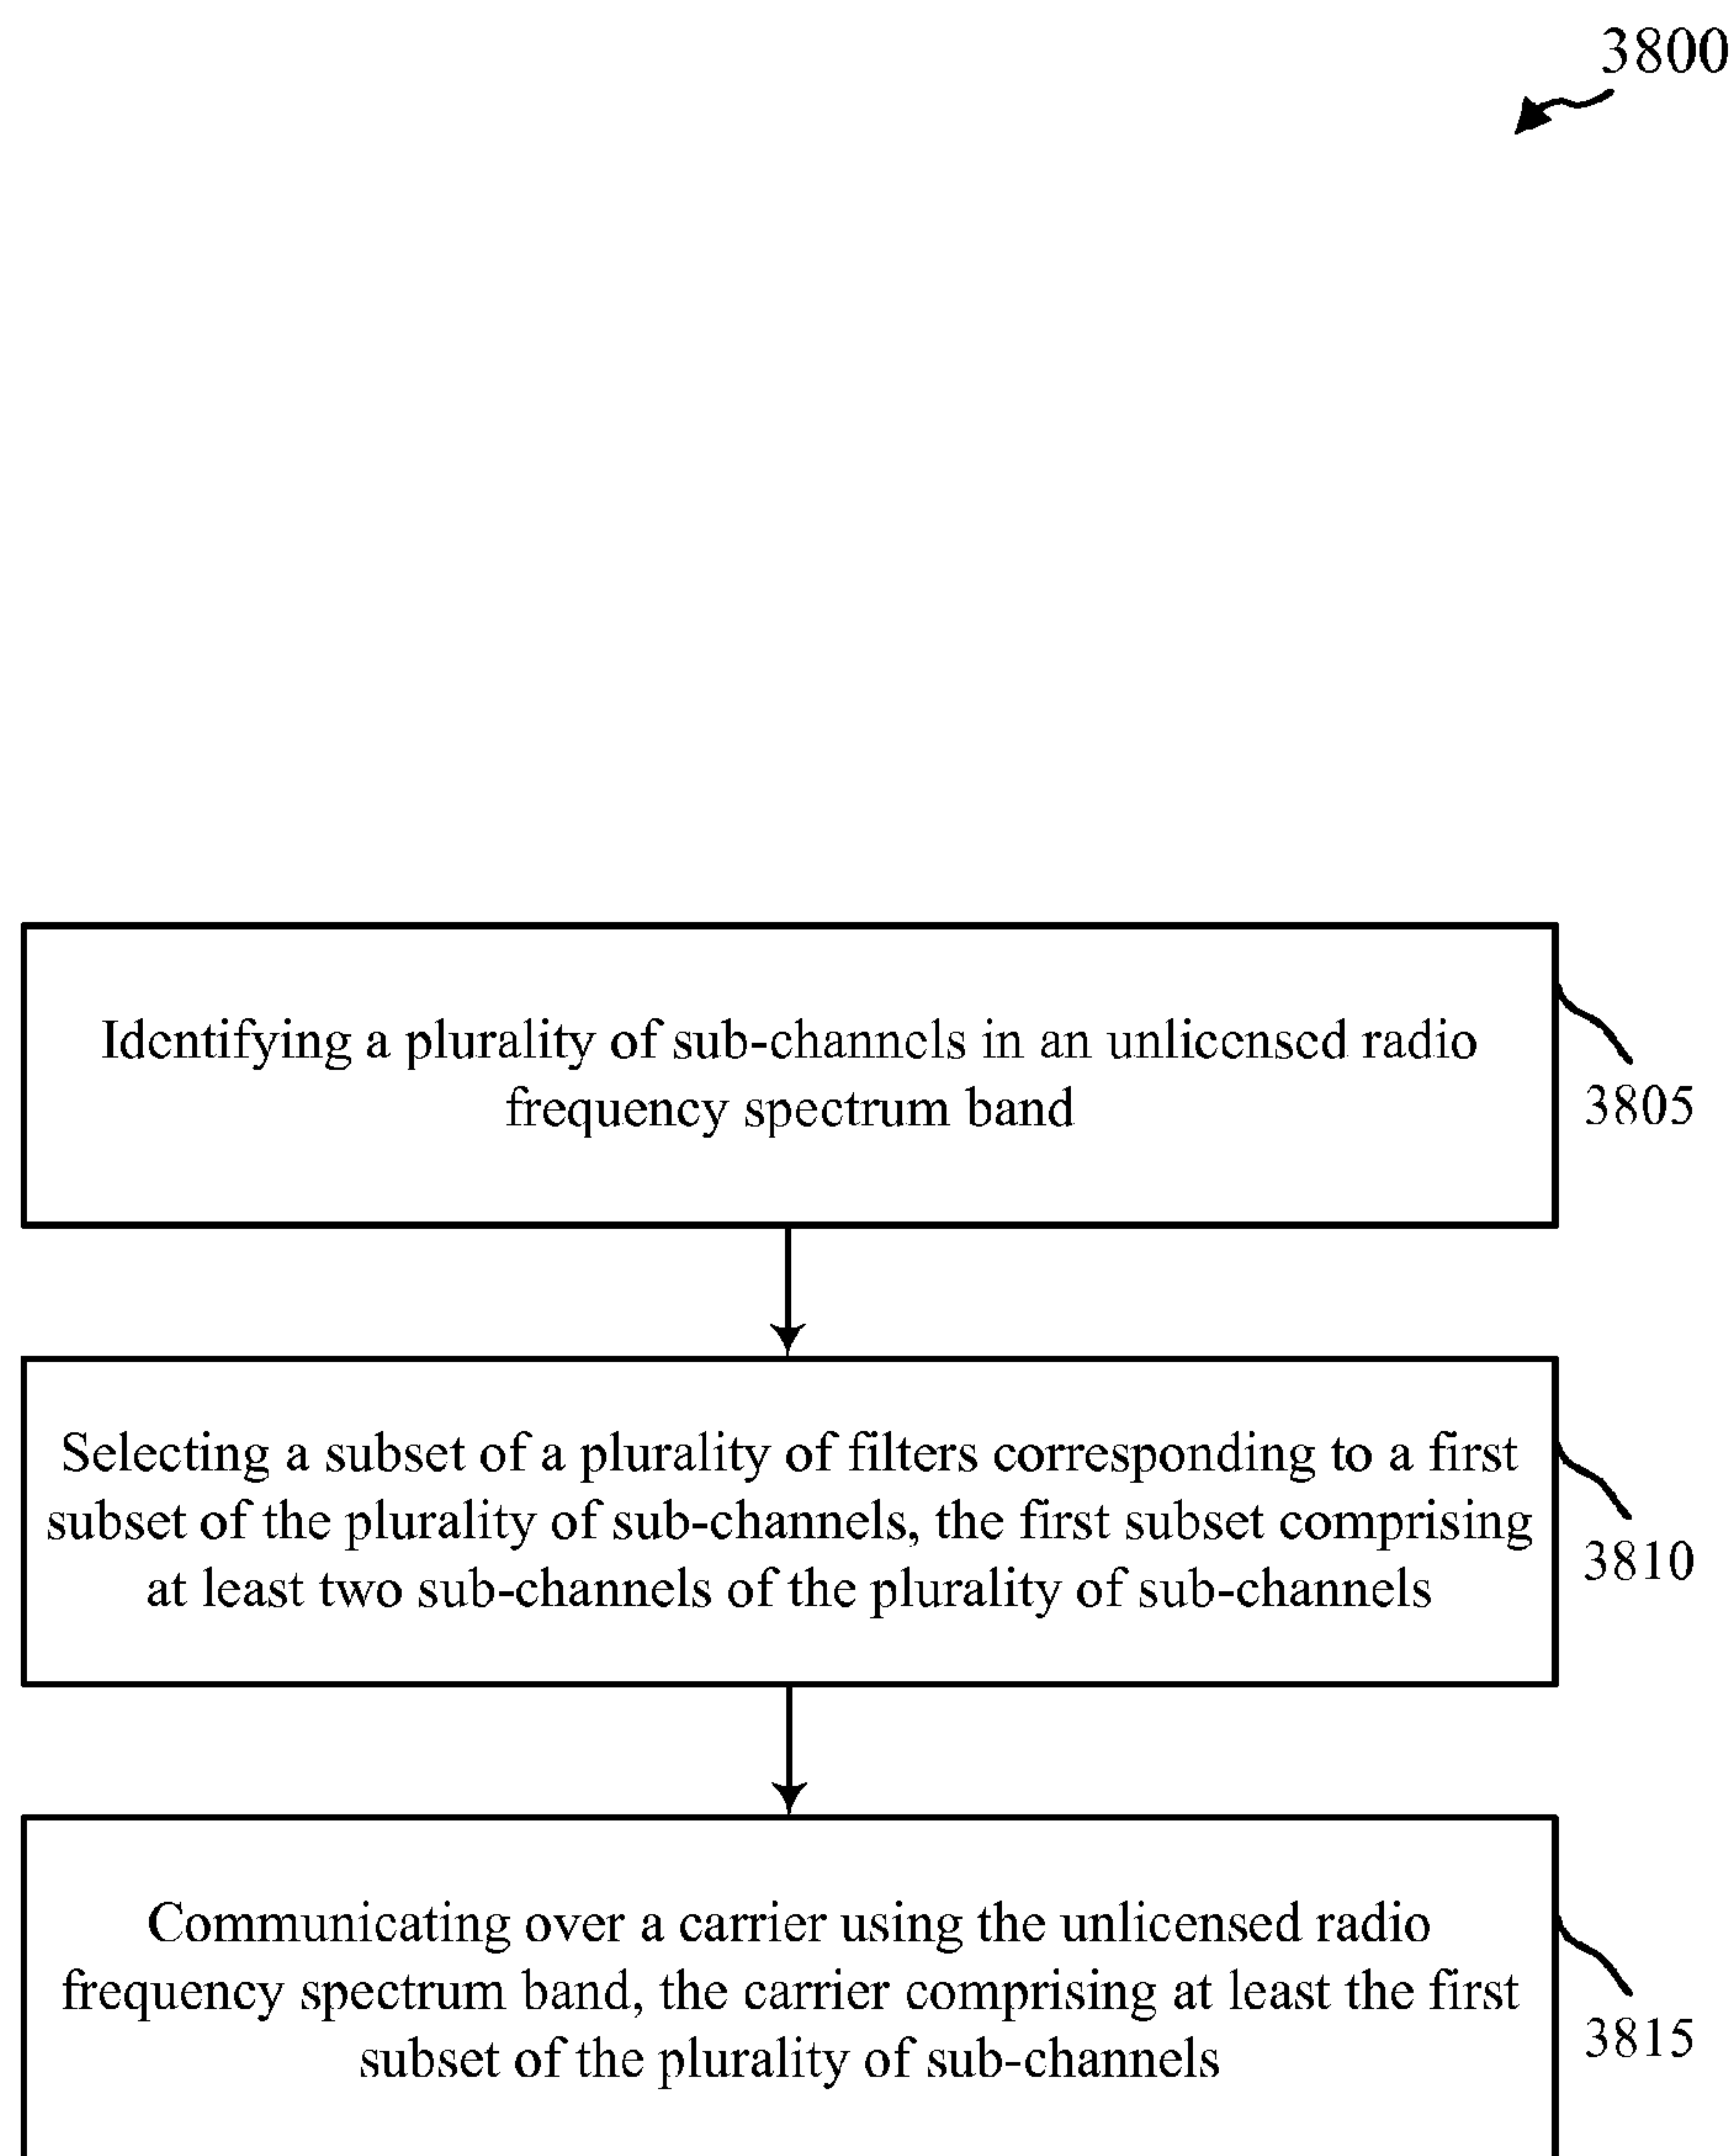 3800
Identifying a plurality of sub-channels in an unlicensed radio
frequency spectrum band
3805
Selecting a subset of a plurality of filters corresponding to a first
subset of the plurality of sub-channels, the first subset comprising
at least two sub-channels of the plurality of sub-channels
3810
Communicating over a carrier using the unlicensed radio
frequency spectrum band, the carrier comprising at least the first
subset of the plurality of sub-channels
3815